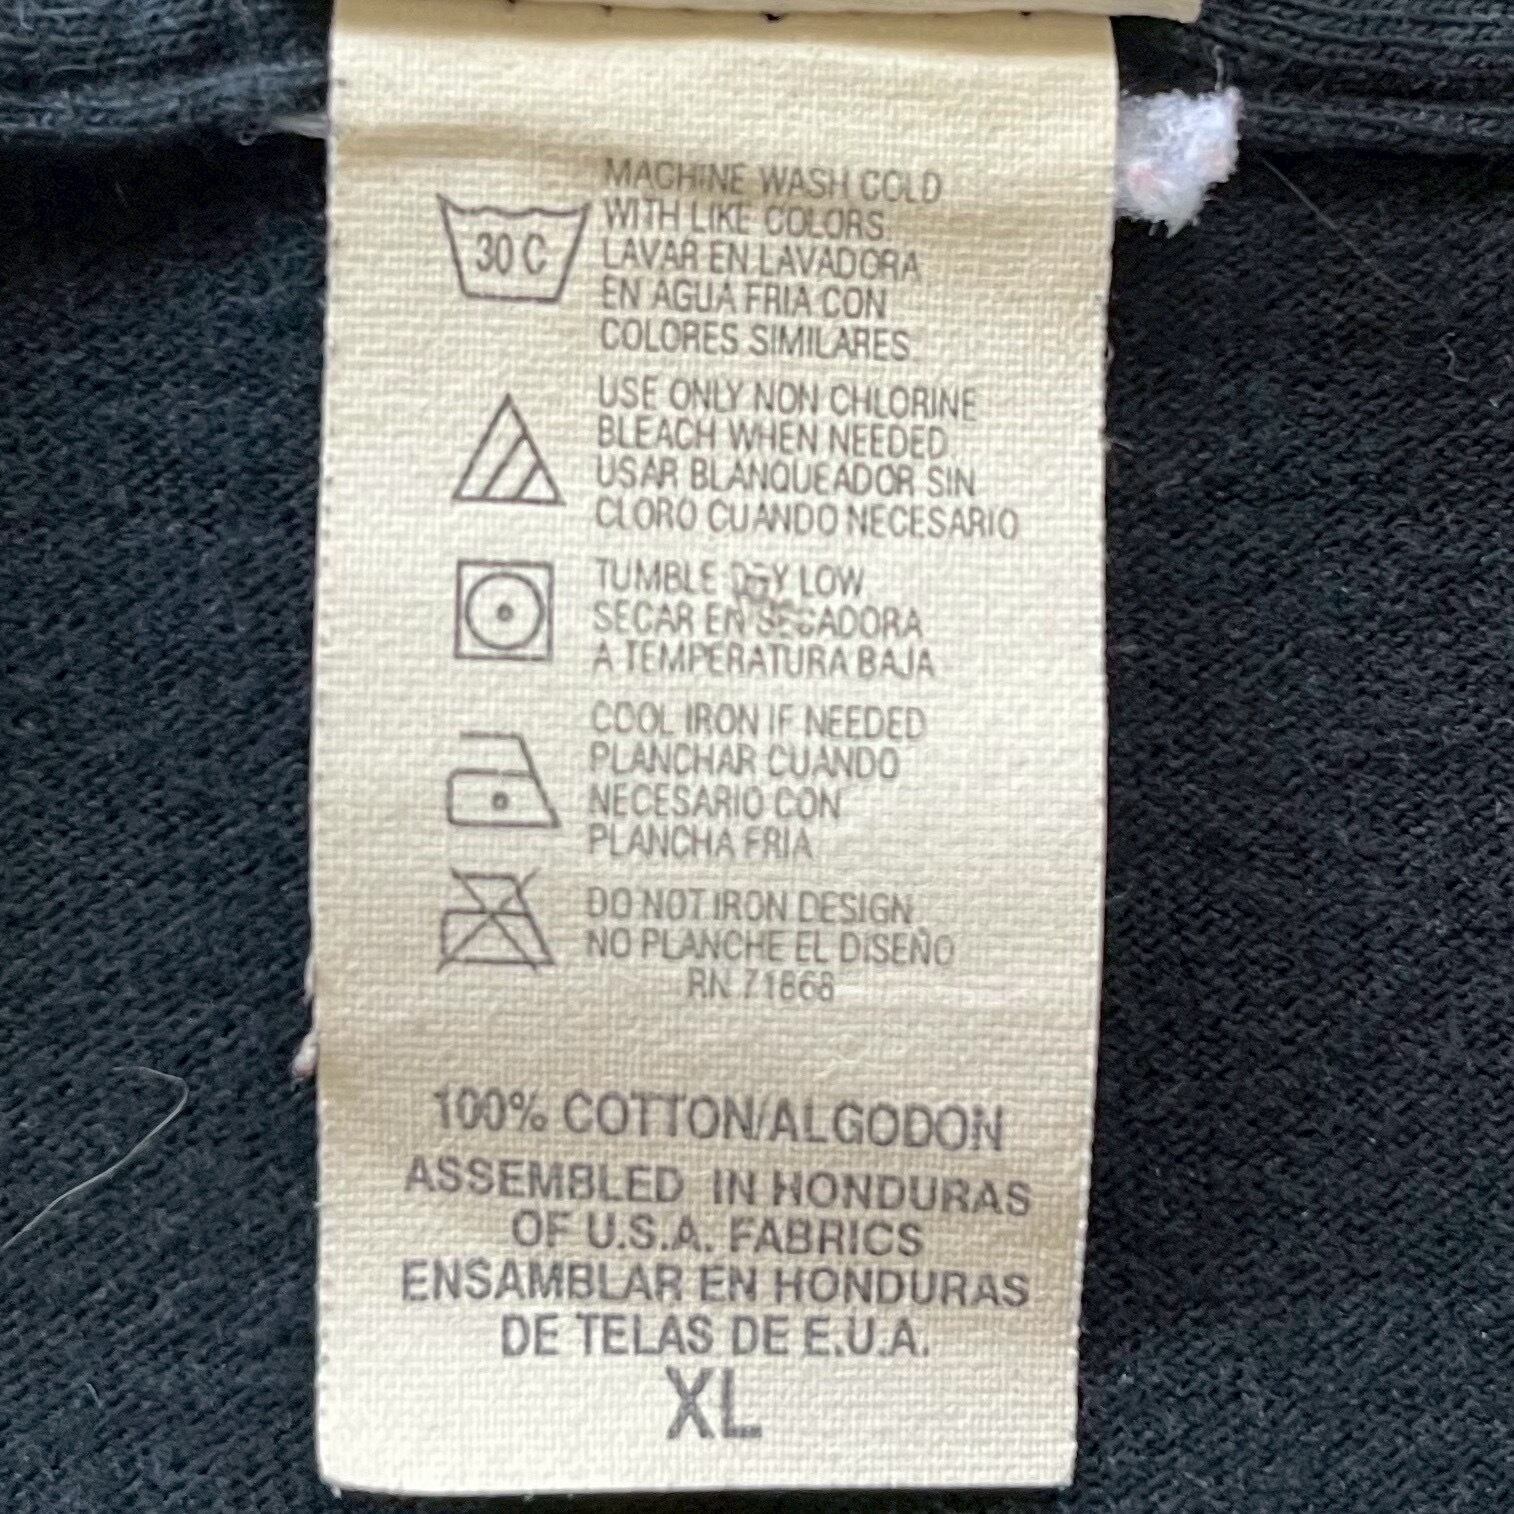 MACHINE WASH COLD
WITH LIKE COLORS
LAVAR EN LAVADORA
EN AGUA FRIA CON
COLORES SIMILARES
30 C
USE ONLY NON CHLORINE
BLEACH WHEN NEEDED
USAR BLANQUEADOR SIN
CLORO CUANDO NECESARIO
TUMBLE DRY LOW
SECAR EN SECADORA
A TEMPERATURA BAJA
COOL IRON IF NEEDED
PLANCHAR CUANDO
NECESARIO CON
PLANCHA FRIA
DO NOT IRON DESIGN
NO PLANCHE EL DISEÑO
RN 71868
100% COTTON/ALGODON
ASSEMBLED IN HONDURAS
OF U.S.A. FABRICS
ENSAMBLAR EN HONDURAS
DE TELAS DE E.U.A.
XL